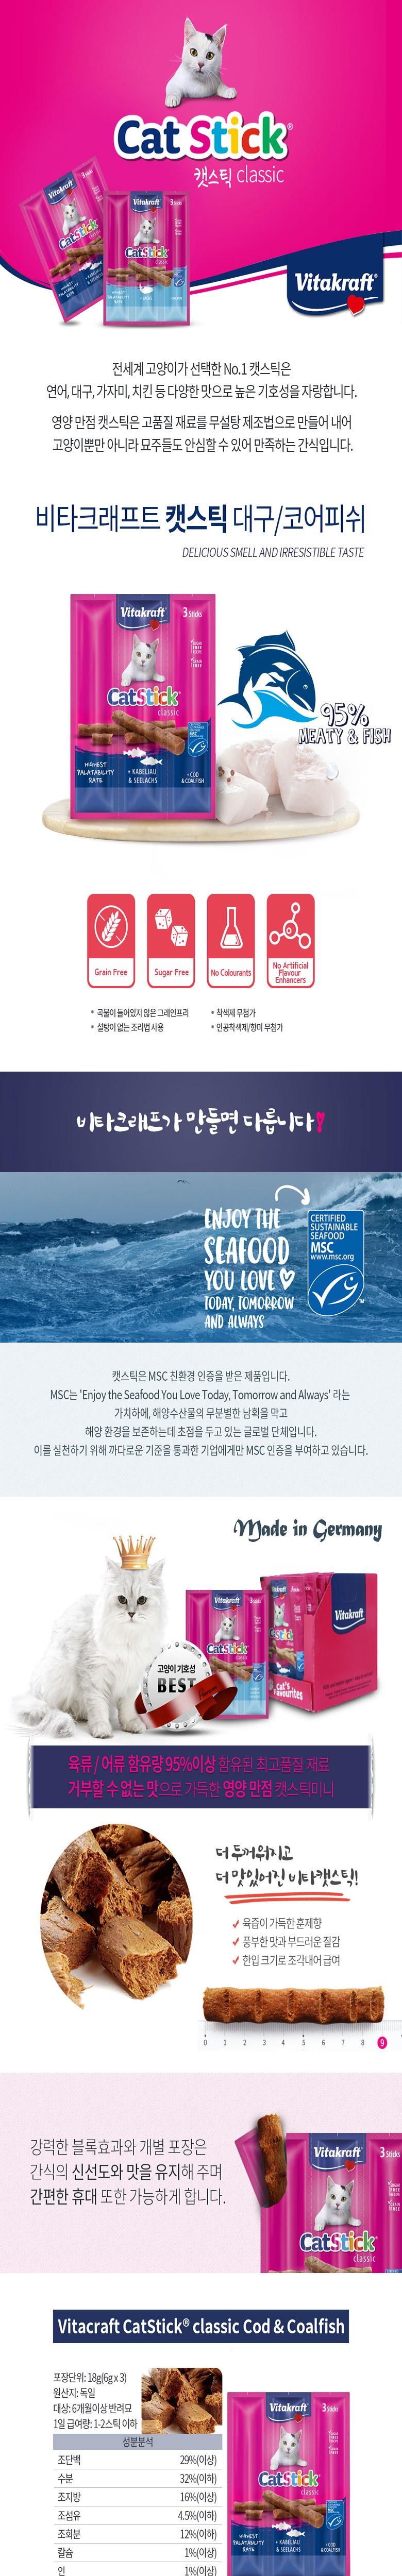 Cat Stick®
캣스틱 classic
Vitakraft
3 Sticks
CatStick
classic
Vitakraft®
전세계 고양이가 선택한 No.1 캣스틱은
연어, 대구, 가자미, 치킨 등 다양한 맛으로 높은 기호성을 자랑합니다.
영양 만점 캣스틱은 고품질 재료를 무설탕 제조법으로 만들어 내어
고양이뿐만 아니라 묘주들도 안심할 수 있어 만족하는 간식입니다.
비타크래프트 캣스틱 대구/코어피쉬
DELICIOUS SMELL AND IRRESISTIBLE TASTE
Vitakraft
3 Sticks
CatStick
classic
HIGHEST
PALATABILITY
RATE
+ KABELJAU
& SEELACHS
+ COD
& COALFISH
95%
MEATY & FISH
Grain Free
Sugar Free
No Colourants
No Artificial
Flavour
Enhancers
* 곡물이 들어있지 않은 그레인프리
* 착색제 무첨가
* 설탕이 없는 조리법 사용
* 인공착색제/향미 무첨가
비타크래프가 만들면 다릅니다
ENJOY THE
SEAFOOD
YOU LOVE
TODAY, TOMORROW
AND ALWAYS
CERTIFIED
SUSTAINABLE
SEAFOOD
MSC
www.msc.org
TM
캣스틱은 MSC 친환경 인증을 받은 제품입니다.
MSC는 'Enjoy the Seafood You Love Today, Tomorrow and Always' 라는
가치하에, 해양수산물의 무분별한 남획을 막고
해양 환경을 보존하는데 초점을 두고 있는 글로벌 단체입니다.
이를 실천하기 위해 까다로운 기준을 통과한 기업에게만 MSC 인증을 부여하고 있습니다.
Made in Germany
고양이 기호성
BEST
Vitakraft
3 Sticks
CatStick
classic
Vitakraft
Cat's
Favourites
육류 / 어류 함유량 95%이상 함유된 최고품질 재료
거부할 수 없는 맛으로 가득한 영양 만점 캣스틱미니
더 두꺼워지고
더 맛있어진 비타캣스틱!
육즙이 가득한 훈제향
풍부한 맛과 부드러운 질감
한입 크기로 조각내어 급여
0 1 2 3 4 5 6 7 8 9
강력한 블록효과와 개별 포장은
간식의 신선도와 맛을 유지해 주며
간편한 휴대 또한 가능하게 합니다.
Vitakraft
3 Sticks
CatStick
classic
Vitacraft CatStick® classic Cod & Coalfish
포장단위: 18g(6g x 3)
원산지: 독일
대상: 6개월이상 반려묘
1일 급여량: 1-2스틱 이하
성분분석
조단백 29%(이상)
수분 32%(이하)
조지방 16%(이상)
조섬유 4.5%(이하)
조회분 12%(이하)
칼슘 1%(이상)
인 1%(이상)
Vitakraft
3 Sticks
CatStick
classic
HIGHEST
PALATABILITY
RATE
+ KABELJAU
& SEELACHS
+ COD
& COALFISH